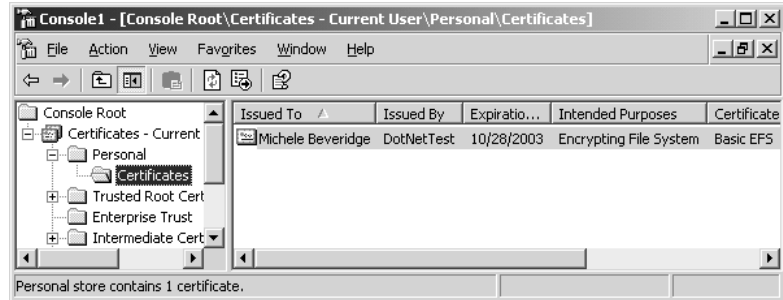 Console1 - [Console Root\Certificates - Current User\Personal\Certificates]
File Action View Favorites Window Help
Console Root
Certificates - Current
Personal
Certificates
Trusted Root Cert
Enterprise Trust
Intermediate Cert
Issued To Issued By Expiratio... Intended Purposes Certificate
Michele Beveridge DotNetTest 10/28/2003 Encrypting File System Basic EFS
Personal store contains 1 certificate.